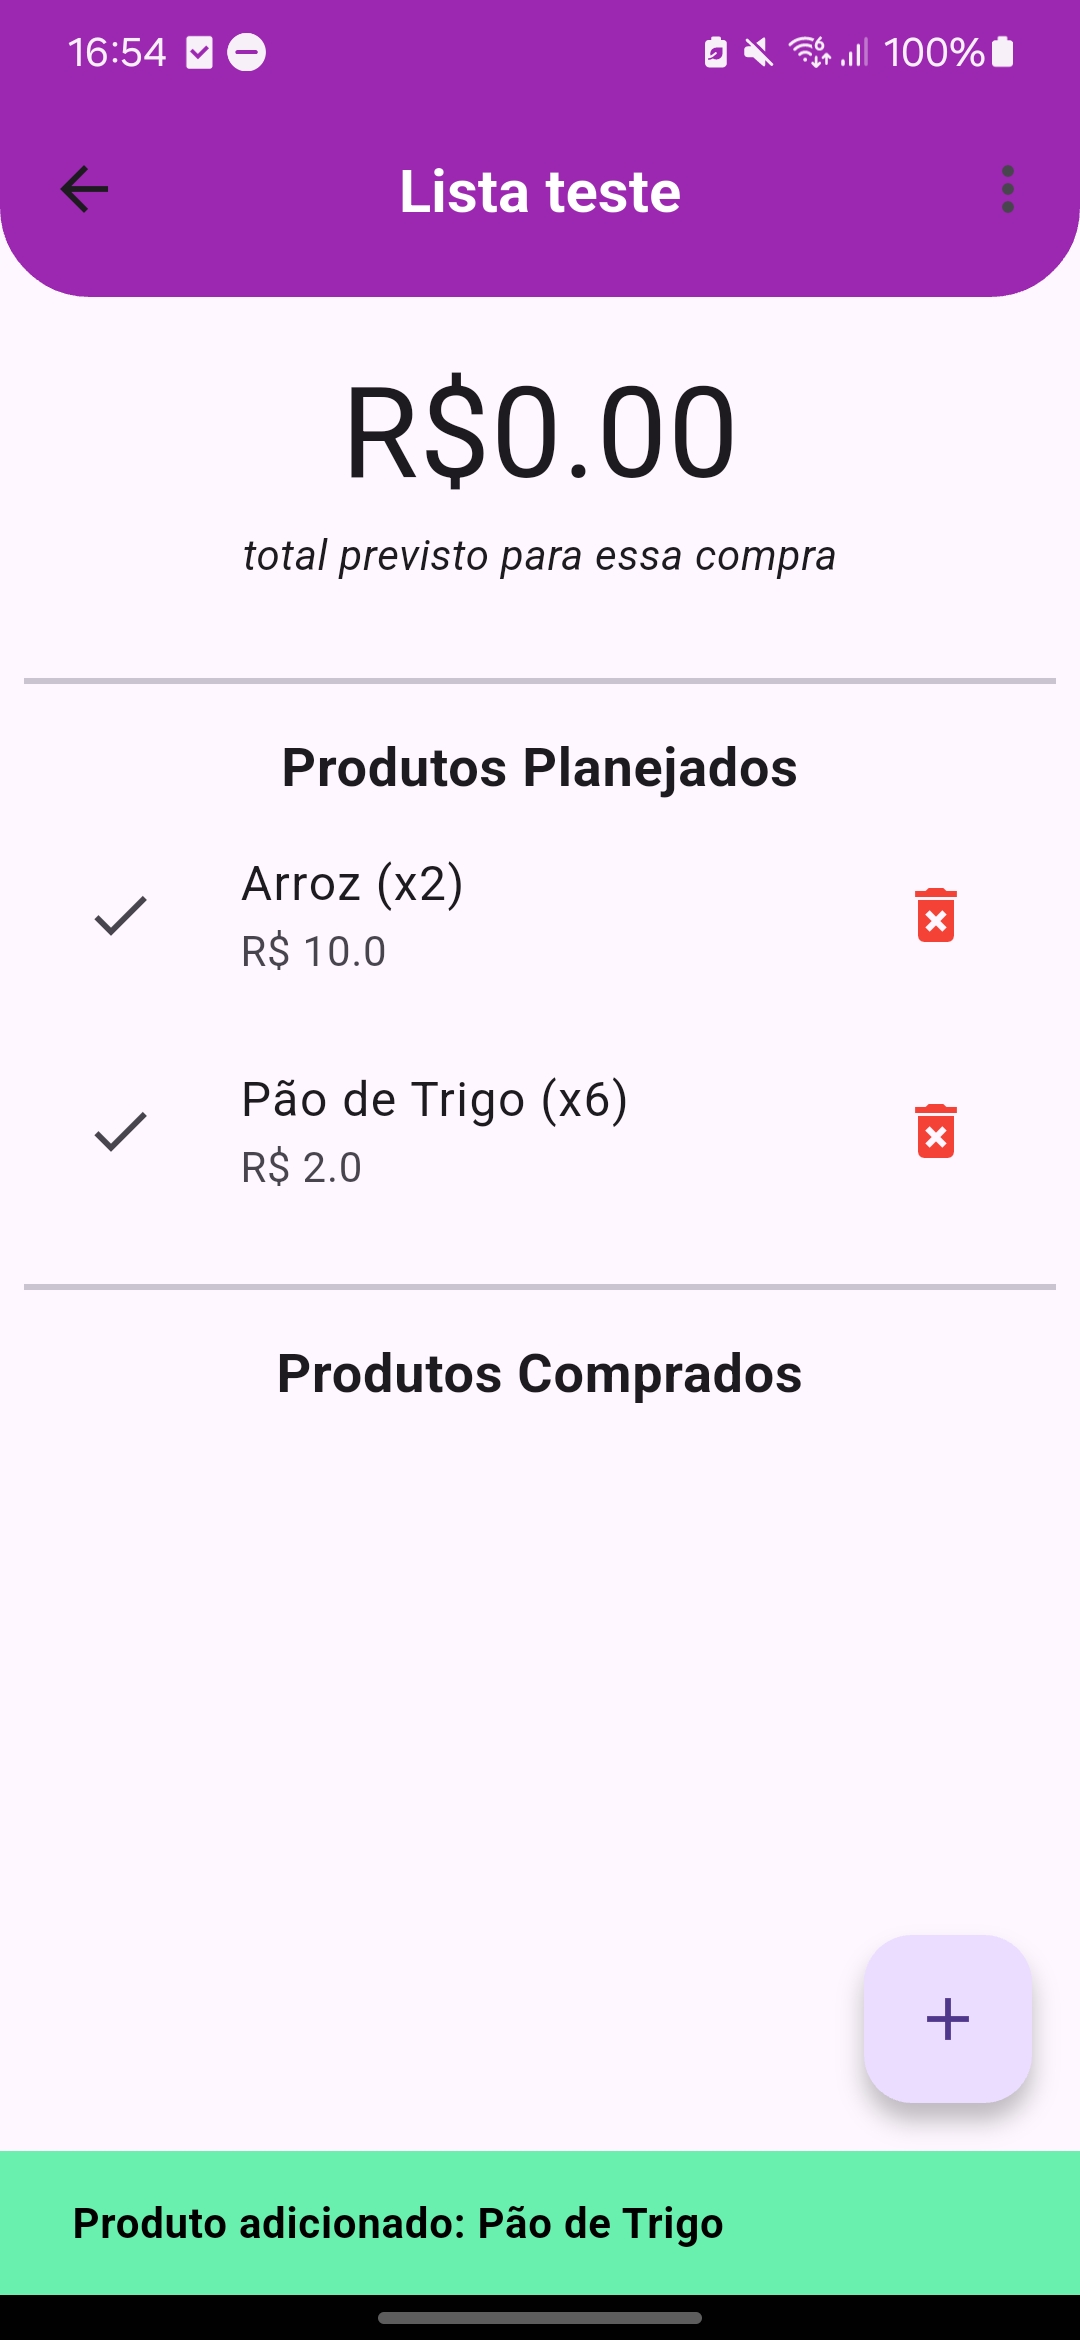 16:54
100%
Lista teste
R$0.00
total previsto para essa compra
Produtos Planejados
Arroz (x2)
R$ 10.0
Pão de Trigo (x6)
R$ 2.0
Produtos Comprados
Produto adicionado: Pão de Trigo